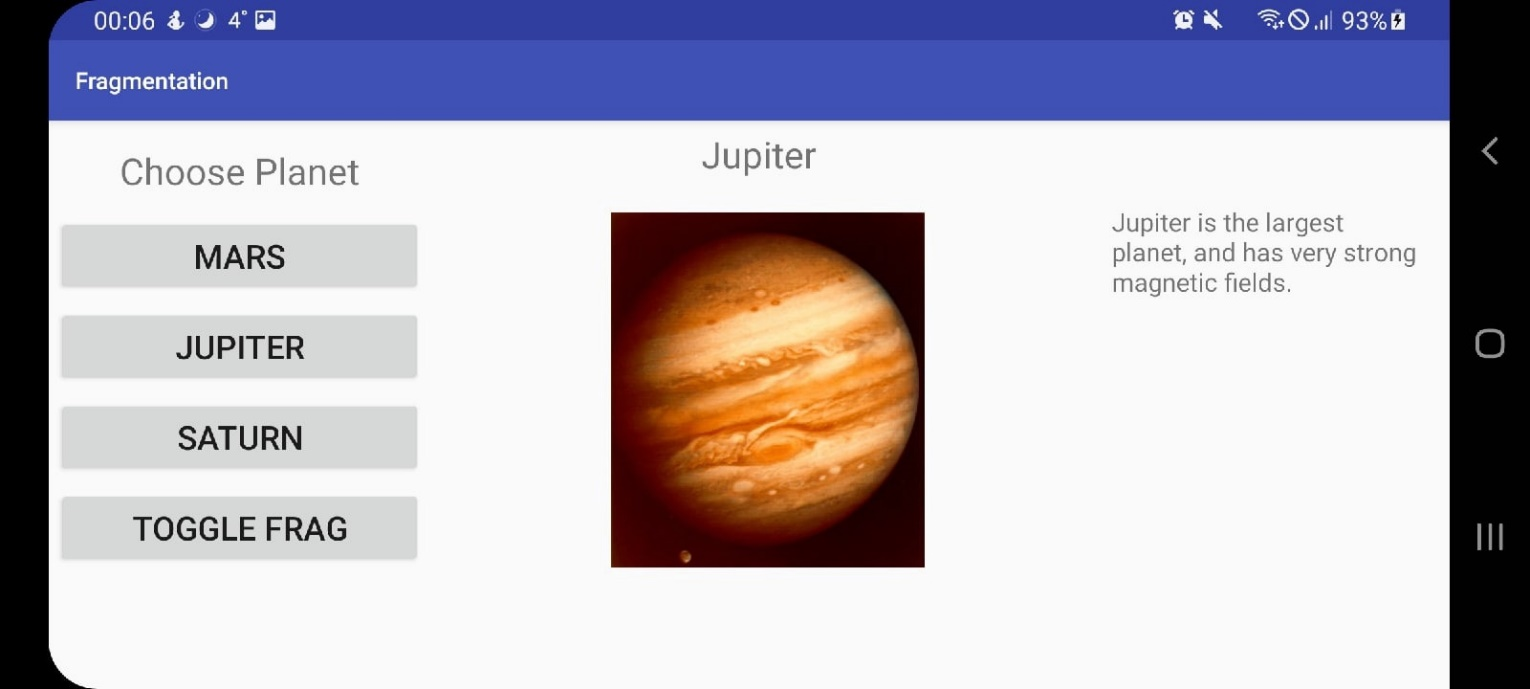 00:06 4°
93%
Fragmentation
Choose Planet
MARS
JUPITER
SATURN
TOGGLE FRAG
Jupiter
Jupiter is the largest
planet, and has very strong
magnetic fields.